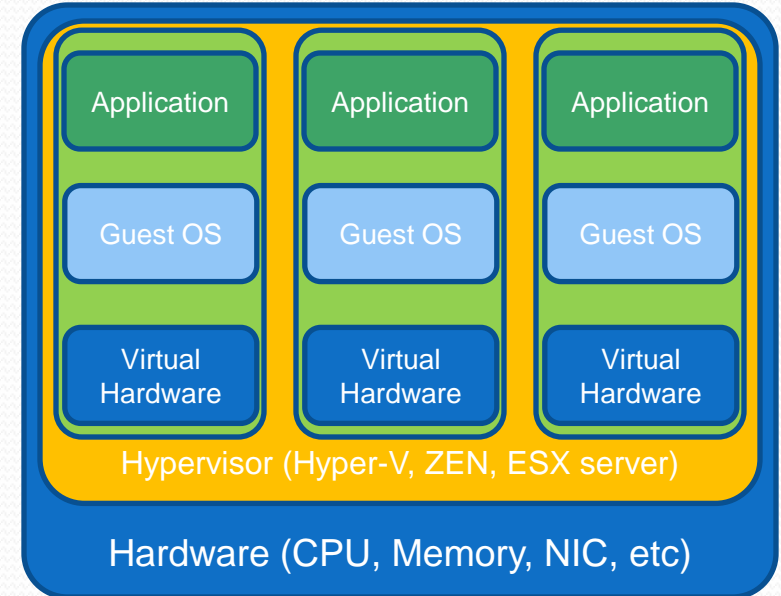 Application
Application
Application
Guest OS
Guest OS
Guest OS
Virtual
Hardware
Virtual
Hardware
Virtual
Hardware
Hypervisor (Hyper-V, ZEN, ESX server)
Hardware (CPU, Memory, NIC, etc)